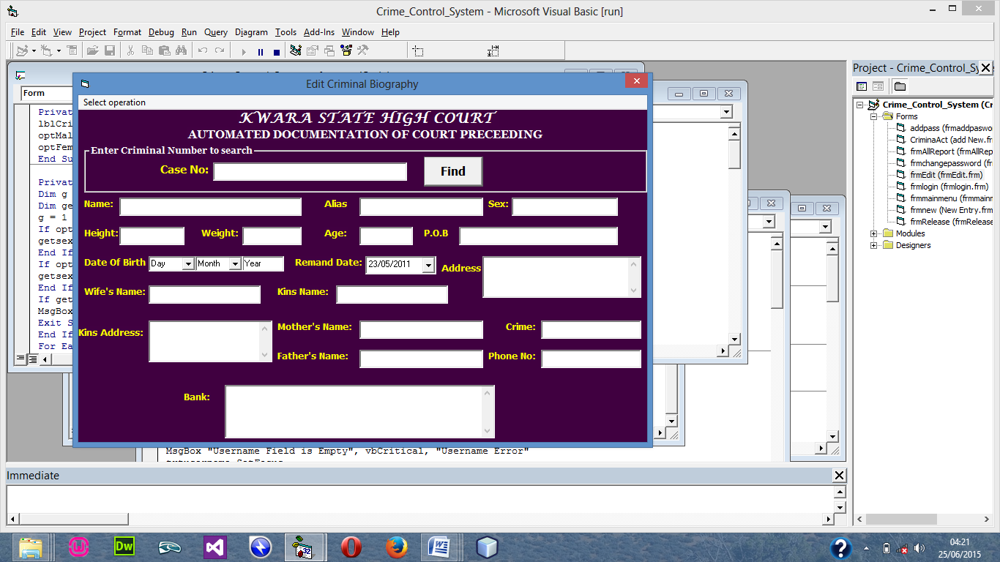 Crime_Control_System - Microsoft Visual Basic [run]
File Edit View Project Format Debug Run Query Diagram Tools Add-Ins Window Help
Project - Crime_Control_Sy
Form
Privat
lblCri
optMal
optFem
End Su
Privat
Dim g
Dim ge
g = 1
If opt
getsex
End If
If opt
getsex
End If
If get
MsgBox
Exit S
End If
For Ea
Edit Criminal Biography
Select operation
KWARA STATE HIGH COURT
AUTOMATED DOCUMENTATION OF COURT PRECEEDING
Enter Criminal Number to search
Case No: Find
Name: Alias Sex:
Height: Weight: Age: P.O.B
Date Of Birth Day Month Year Remand Date: 23/05/2011 Address
Wife's Name: Kins Name:
Kins Address: Mother's Name: Crime:
Father's Name: Phone No:
Bank:
MsgBox "Username Field is Empty", vbCritical, "Username Error"
Crime_Control_System (Cr
Forms
addpass (frmaddpaswo
CriminaAct (add New.fr
frmAllReport (frmAllRep
frmchangepassword (fr
frmEdit (frmEdit.frm)
frmlogin (frmlogin.frm)
frmmainmenu (frmmainm
frmnew (New Entry.frm
frmRelease (frmRelease
Modules
Designers
Immediate
Dw
32
04:21
25/06/2015